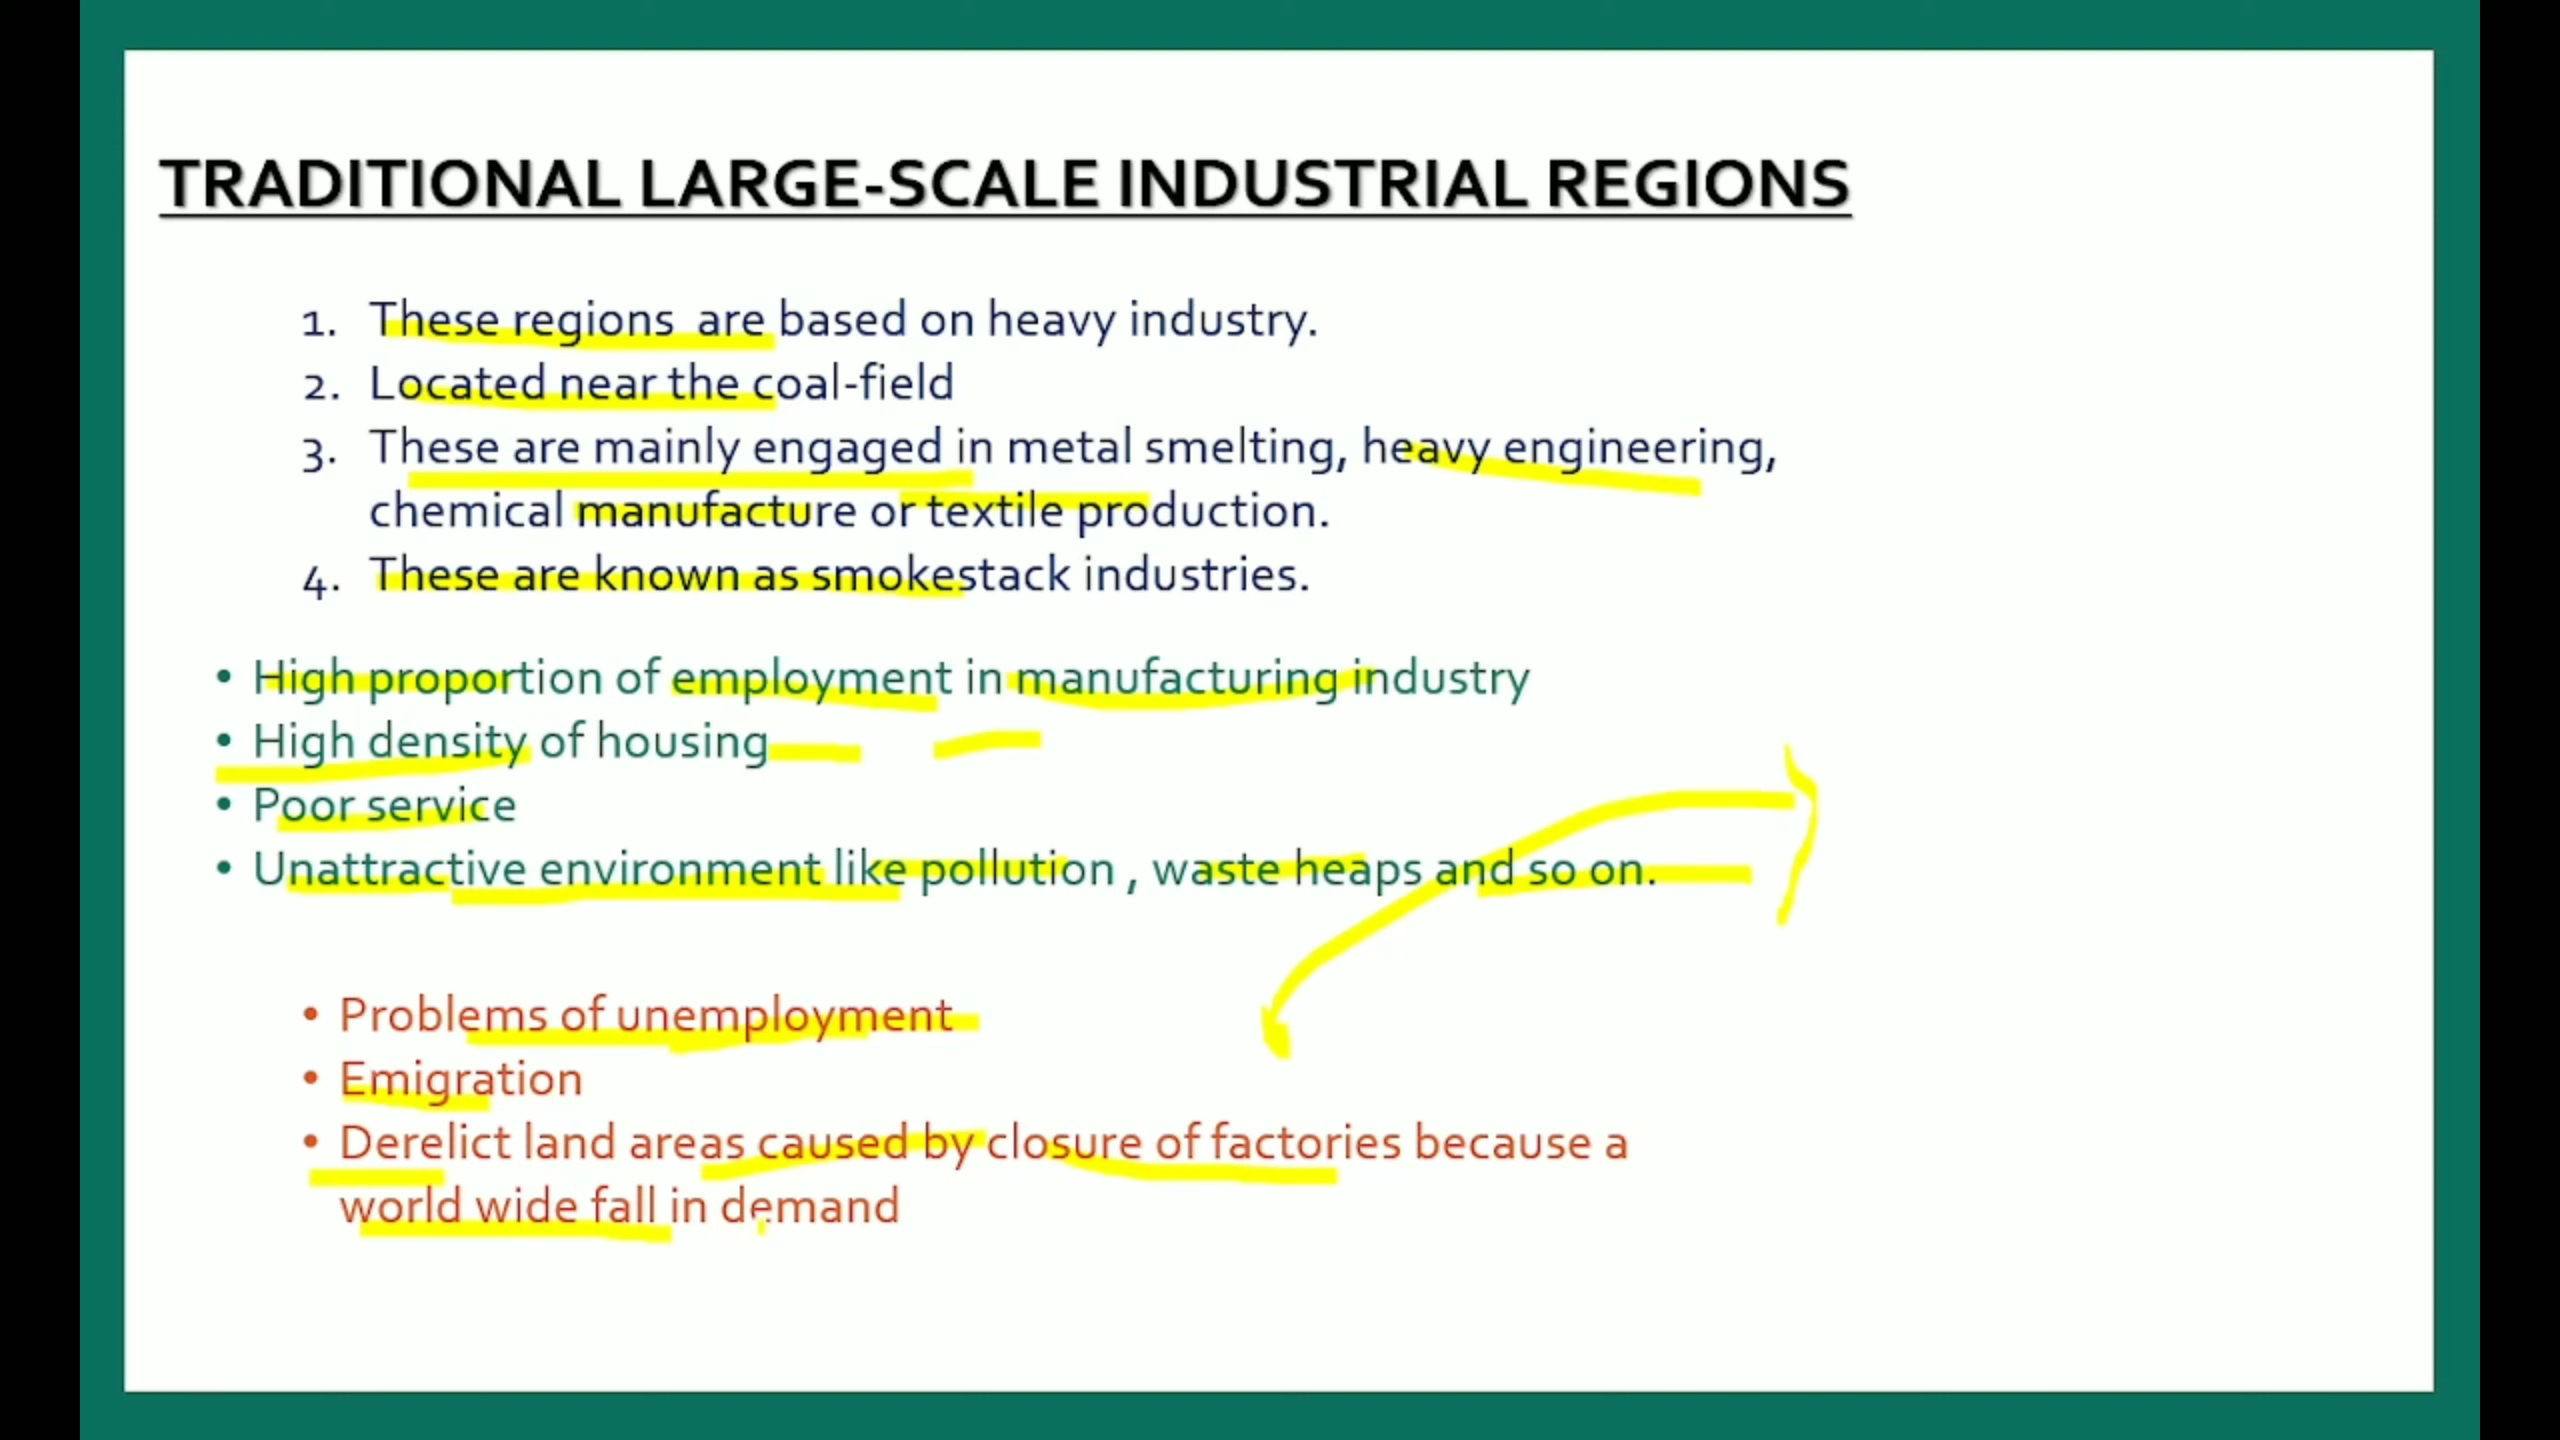 TRADITIONAL LARGE-SCALE INDUSTRIAL REGIONS
1. These regions are based on heavy industry.
2. Located near the coal-field
3. These are mainly engaged in metal smelting, heavy engineering,
chemical manufacture or textile production.
4. These are known as smokestack industries.
• High proportion of employment in manufacturing industry
• High density of housing
• Poor service
• Unattractive environment like pollution , waste heaps and so on.
• Problems of unemployment
• Emigration
• Derelict land areas caused by closure of factories because a
world wide fall in demand